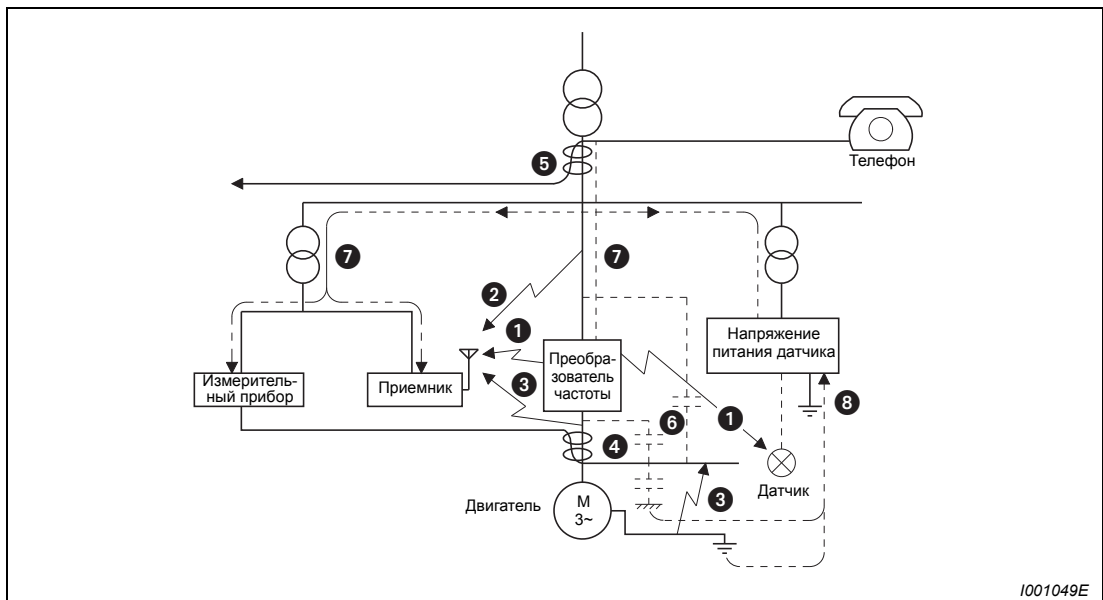 Телефон
5
7
7
2
1
3
Преобра-
зователь
частоты
Напряжение
питания датчика
Измеритель-
ный прибор
Приемник
8
6
1
4
3
Датчик
Двигатель
M
3~
I001049E